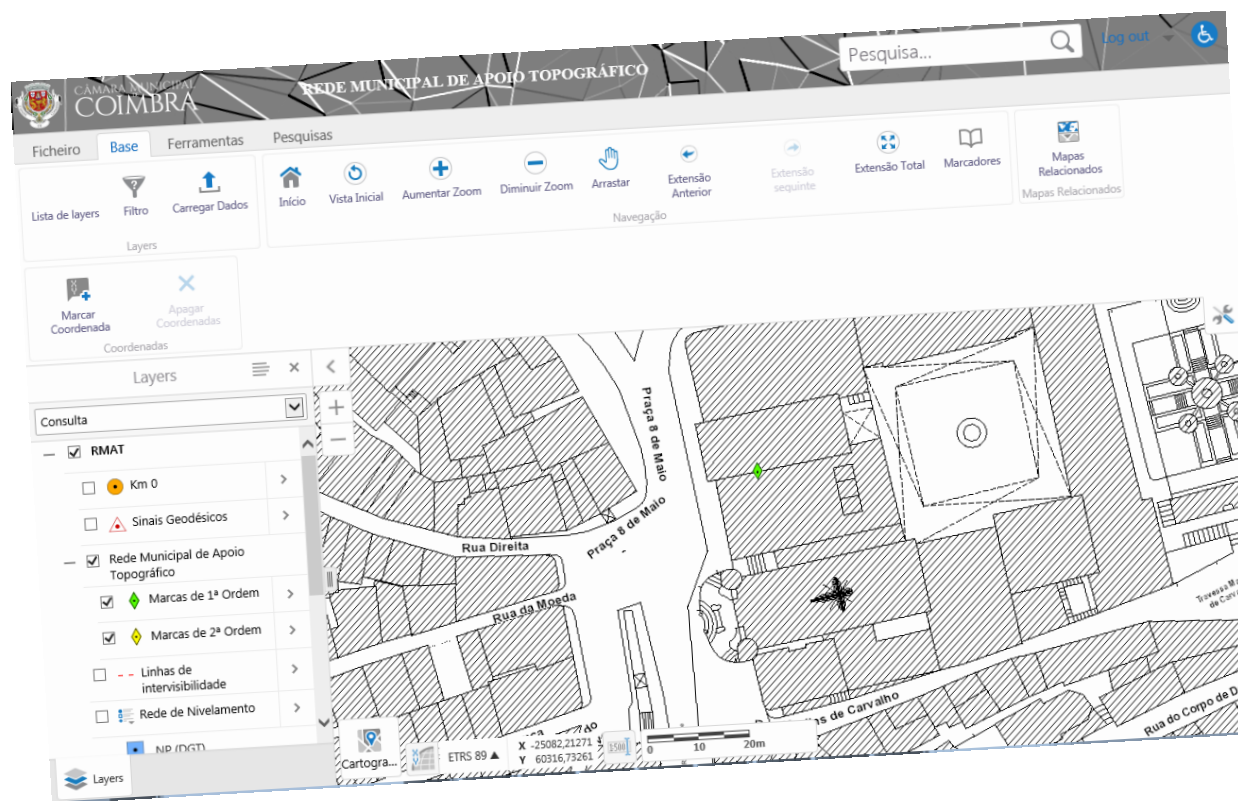 CÂMARA MUNICIPAL
COIMBRA
REDE MUNICIPAL DE APOIO TOPOGRÁFICO
Pesquisa...
Log out
Ficheiro
Base
Ferramentas
Pesquisas
Lista de layers
Filtro
Carregar Dados
Layers
Início
Vista Inicial
Aumentar Zoom
Diminuir Zoom
Arrastar
Extensão
Anterior
Extensão
seguinte
Extensão Total
Marcadores
Navegação
Mapas
Relacionados
Mapas Relacionados
Marcar
Coordenada
Apagar
Coordenadas
Coordenadas
Layers
Consulta
RMAT
Km 0
Sinais Geodésicos
Rede Municipal de Apoio
Topográfico
Marcas de 1ª Ordem
Marcas de 2ª Ordem
Linhas de
intervisibilidade
Rede de Nivelamento
NP (DGT)
Layers
Praça 8 de Maio
Praça 8 de Maio
Rua Direita
Rua da Moeda
Travessa
de
de Carvalho
Rua do Corpo de D
Cartogra...
ETRS 89
X -25082,21271
Y 60316,73261
1:500
0 10 20m